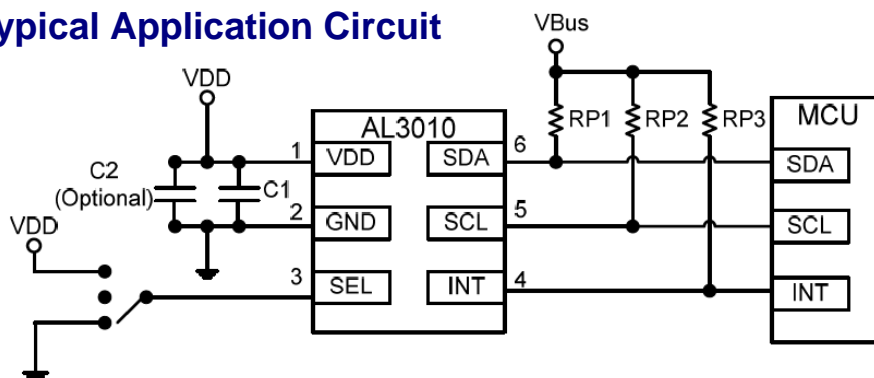 ypical Application Circuit
VBus
VDD
AL3010
RP1
RP2
RP3
MCU
1
VDD
SDA
6
SDA
C2
(Optional)
C1
2
GND
SCL
5
SCL
VDD
3
SEL
INT
4
INT